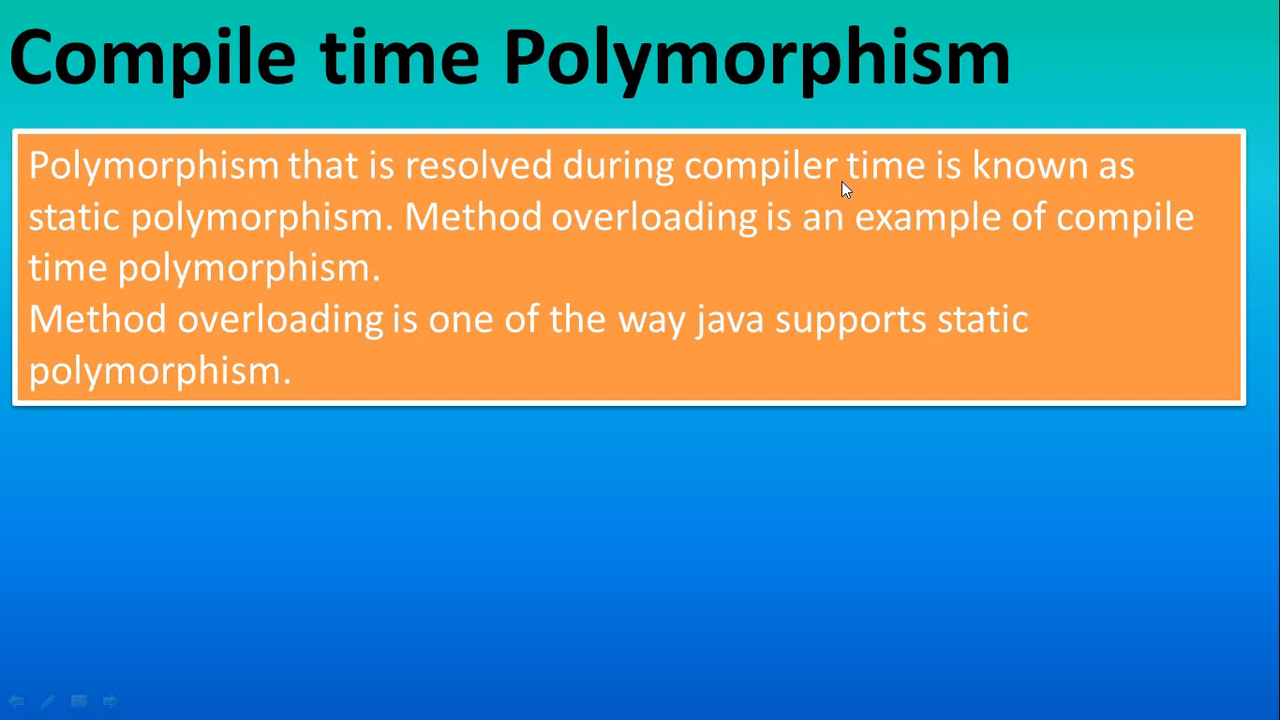 Compile time Polymorphism
Polymorphism that is resolved during compiler time is known as
static polymorphism. Method overloading is an example of compile
time polymorphism.
Method overloading is one of the way java supports static
polymorphism.